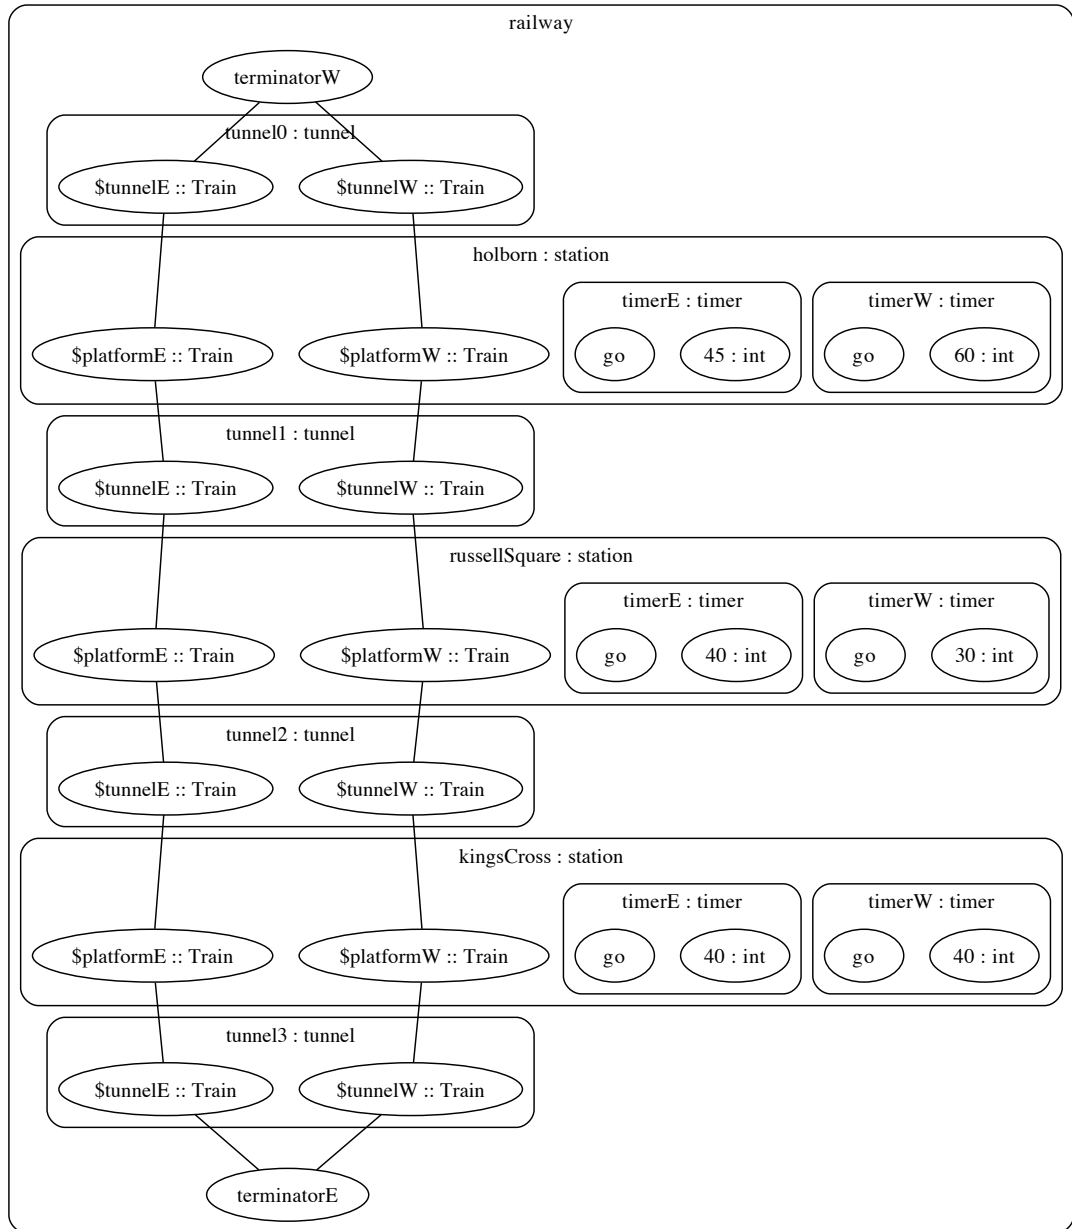 railway
terminatorW
tunnel0 : tunnel
$tunnelE :: Train
$tunnelW :: Train
holborn : station
timerE : timer
timerW : timer
$platformE :: Train
$platformW :: Train
go
45 : int
go
60 : int
tunnel1 : tunnel
$tunnelE :: Train
$tunnelW :: Train
russellSquare : station
timerE : timer
timerW : timer
$platformE :: Train
$platformW :: Train
go
40 : int
go
30 : int
tunnel2 : tunnel
$tunnelE :: Train
$tunnelW :: Train
kingsCross : station
timerE : timer
timerW : timer
$platformE :: Train
$platformW :: Train
go
40 : int
go
40 : int
tunnel3 : tunnel
$tunnelE :: Train
$tunnelW :: Train
terminatorE